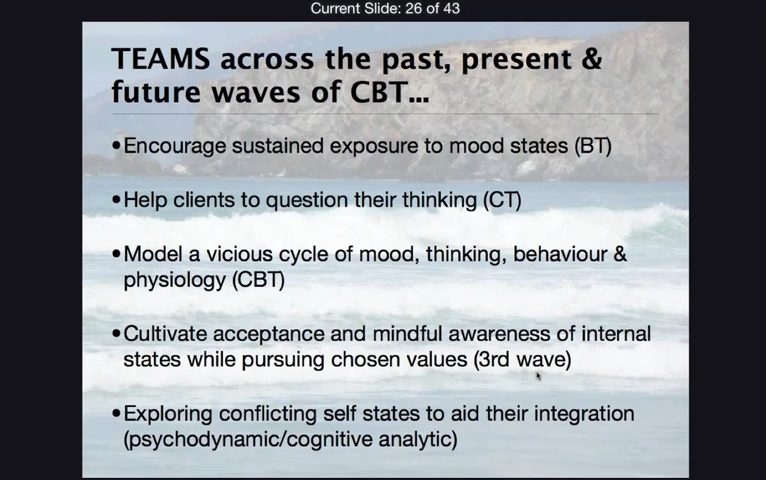 Current Slide: 26 of 43
TEAMS across the past, present &
future waves of CBT...
•Encourage sustained exposure to mood states (BT)
•Help clients to question their thinking (CT)
•Model a vicious cycle of mood, thinking, behaviour &
physiology (CBT)
•Cultivate acceptance and mindful awareness of internal
states while pursuing chosen values (3rd wave)
•Exploring conflicting self states to aid their integration
(psychodynamic/cognitive analytic)